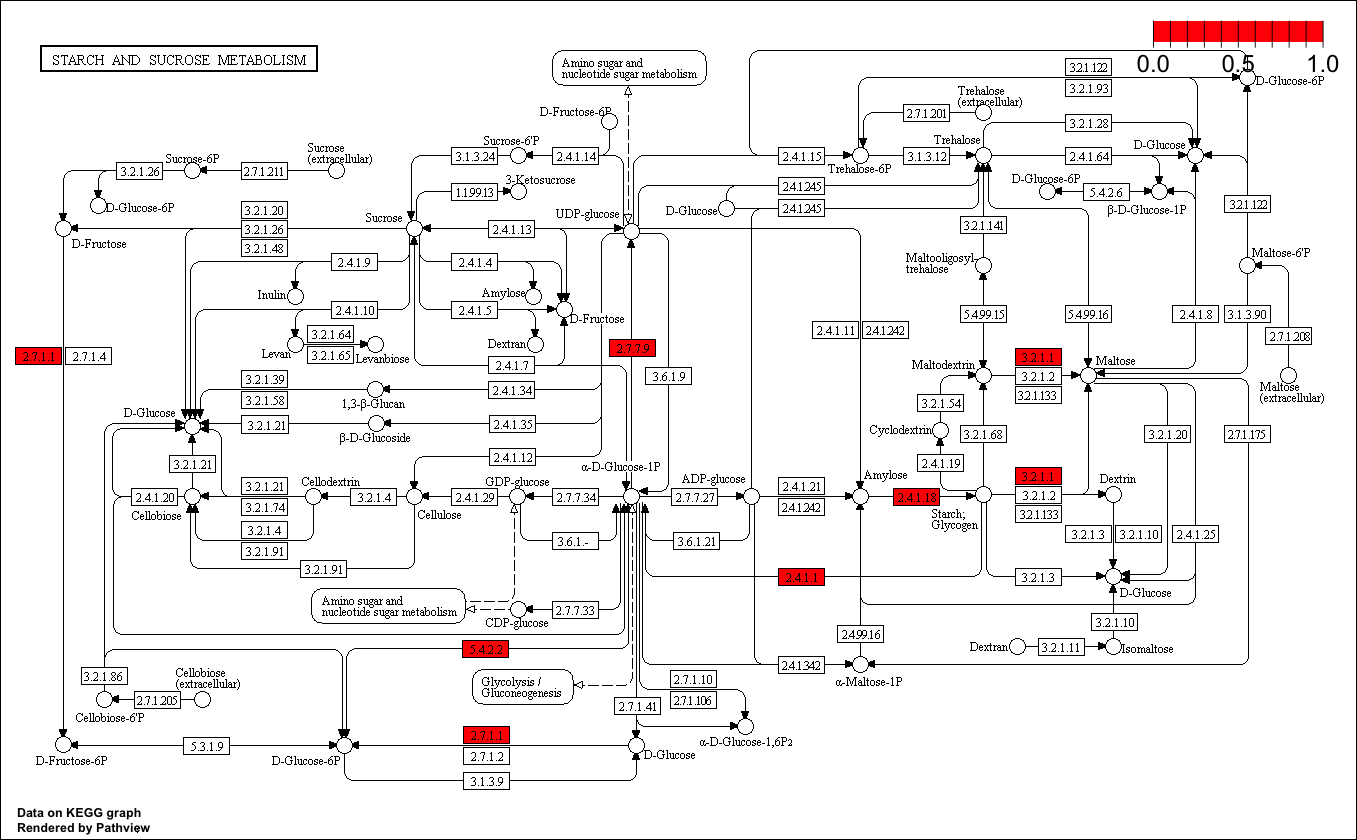 STARCH AND SUCROSE METABOLISM
0.0 0.5 1.0
Amino sugar and
nucleotide sugar metabolism
3.2.1.122
3.2.1.93
D-Glucose-6P
D-Fructose-6P
2.7.1.201
Trehalose
(extracellular)
3.2.1.28
Sucrose-6P
3.2.1.26
2.7.1.211
Sucrose
(extracellular)
Sucrose-6'P
3.1.3.24
2.4.1.14
2.4.1.15
Trehalose-6P
3.1.3.12
Trehalose
2.4.1.64
D-Glucose
D-Glucose-6P
1.1.99.13
3-Ketosucrose
2.4.1.245
D-Glucose
2.4.1.245
D-Glucose-6P
5.4.2.6
β-D-Glucose-1P
3.2.1.122
D-Fructose
3.2.1.20
3.2.1.26
3.2.1.48
Sucrose
2.4.1.13
UDP-glucose
3.2.1.141
2.4.1.9
Inulin
2.4.1.4
Amylose
Maltooligosyl-
trehalose
Maltose-6'P
2.4.1.10
Levan
3.2.1.64
3.2.1.65
Levanbiose
2.4.1.5
Dextran
D-Fructose
5.4.99.15
5.4.99.16
2.4.1.8
3.1.3.90
2.7.1.208
2.4.1.11
2.4.1.242
2.7.1.1
2.7.1.4
2.7.7.9
2.4.1.7
3.6.1.9
Maltodextrin
3.2.1.1
3.2.1.2
3.2.1.133
Maltose
Maltose
(extracellular)
3.2.1.39
3.2.1.58
1,3-β-Glucan
2.4.1.34
D-Glucose
3.2.1.21
β-D-Glucoside
2.4.1.35
3.2.1.54
Cyclodextrin
3.2.1.68
3.2.1.20
2.7.1.175
3.2.1.21
2.4.1.12
2.4.1.19
2.4.1.20
Cellobiose
3.2.1.21
3.2.1.74
Cellodextrin
3.2.1.4
Cellulose
2.4.1.29
GDP-glucose
2.7.7.34
α-D-Glucose-1P
2.7.7.27
ADP-glucose
2.4.1.21
2.4.1.242
Amylose
2.4.1.18
Starch;
Glycogen
3.2.1.1
3.2.1.2
3.2.1.133
Dextrin
3.2.1.4
3.2.1.91
3.6.1.-
3.6.1.21
3.2.1.3
3.2.1.10
2.4.1.25
3.2.1.91
2.4.1.1
3.2.1.3
D-Glucose
Amino sugar and
nucleotide sugar metabolism
CDP-glucose
2.7.7.33
3.2.1.10
2.4.99.16
5.4.2.2
Dextran
3.2.1.11
Isomaltose
3.2.1.86
Cellobiose
(extracellular)
2.7.1.205
Cellobiose-6'P
Glycolysis /
Gluconeogenesis
2.4.1.342
α-Maltose-1P
2.7.1.10
2.7.1.106
2.7.1.41
α-D-Glucose-1,6P2
D-Fructose-6P
5.3.1.9
D-Glucose-6P
2.7.1.1
2.7.1.2
3.1.3.9
D-Glucose
Data on KEGG graph
Rendered by Pathview